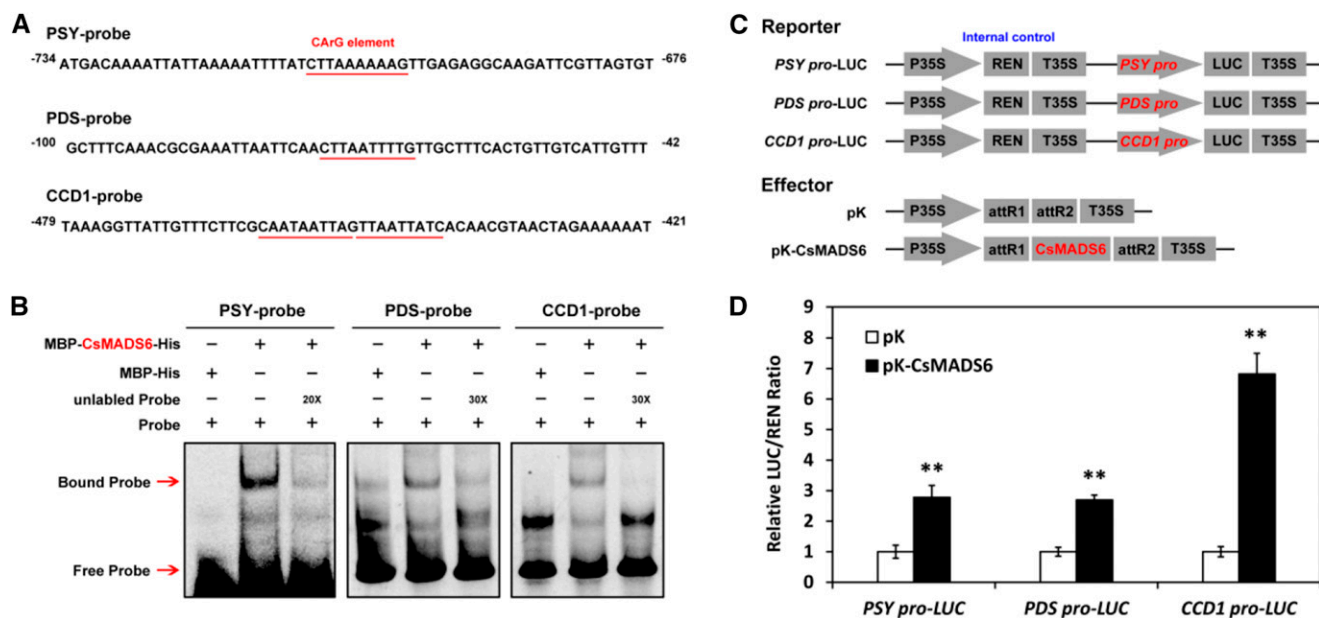 A
PSY-probe
CArG element
-734 ATGACAAAATTATTAAAAATTTTATCTTAAAAAAGTTGAGAGGCAAGATTCGTTAGTGT -676
PDS-probe
-100 GCTTTCAAACGCGAAATTAATTCAACTTAATTTTGTTGCTTTCACTGTTGTCATTGTTT -42
CCD1-probe
-479 TAAAGGTTATTGTTTCTTCGCAATAATTAGTTAATTATCACAACGTAACTAGAAAAAAT -421
B
PSY-probe PDS-probe CCD1-probe
MBP-CsMADS6-His – + + – + + – + +
MBP-His + – – + – – + – –
unlabled Probe – – 20X – – 30X – – 30X
Probe + + + + + + + + +
Bound Probe
Free Probe
C
Reporter
Internal control
PSY pro-LUC P35S REN T35S PSY pro LUC T35S
PDS pro-LUC P35S REN T35S PDS pro LUC T35S
CCD1 pro-LUC P35S REN T35S CCD1 pro LUC T35S
Effector
pK P35S attR1 attR2 T35S
pK-CsMADS6 P35S attR1 CsMADS6 attR2 T35S
D
Relative LUC/REN Ratio
9
8
7
6
5
4
3
2
1
0
pK
pK-CsMADS6
**
**
**
PSY pro-LUC PDS pro-LUC CCD1 pro-LUC